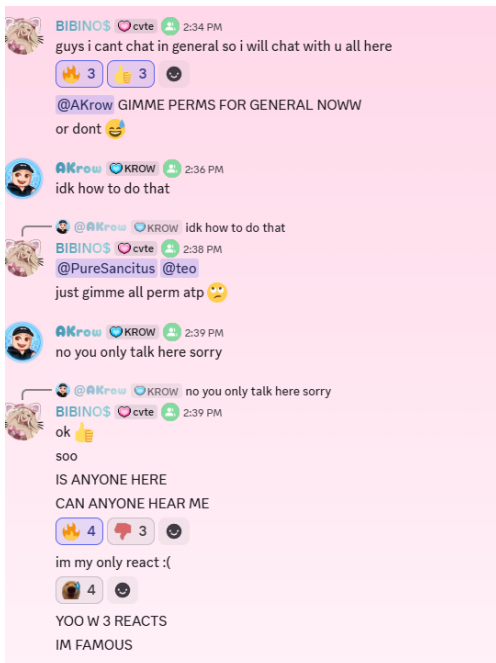 BIBINO$ cvte 2:34 PM
guys i cant chat in general so i will chat with u all here
🔥 3 👍 3
@AKrow GIMME PERMS FOR GENERAL NOWW
or dont 😅
AKrow KROW 2:36 PM
idk how to do that
@AKrow KROW idk how to do that
BIBINO$ cvte 2:38 PM
@PureSancitus @teo
just gimme all perm atp 🙄
AKrow KROW 2:39 PM
no you only talk here sorry
@AKrow KROW no you only talk here sorry
BIBINO$ cvte 2:39 PM
ok 👍
soo
IS ANYONE HERE
CAN ANYONE HEAR ME
🔥 4 👎 3
im my only react :(
4
YOO W 3 REACTS
IM FAMOUS